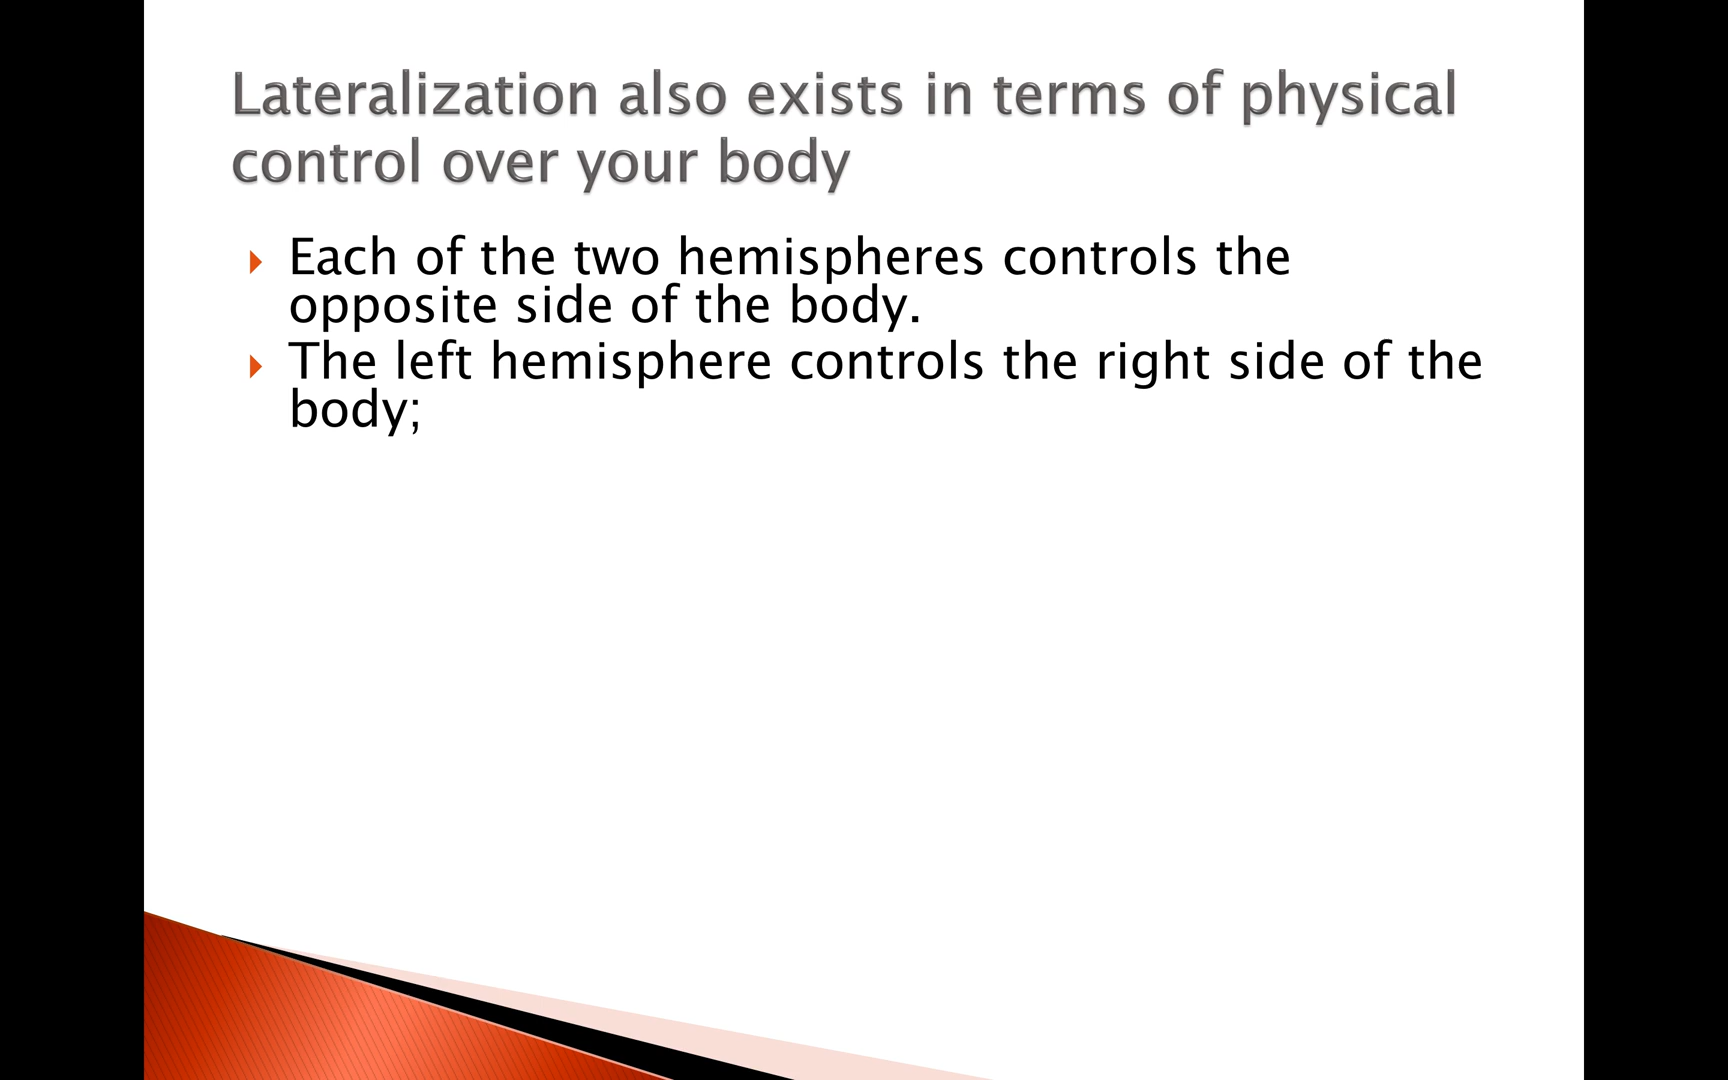 Lateralization also exists in terms of physical
control over your body
Each of the two hemispheres controls the
opposite side of the body.
The left hemisphere controls the right side of the
body;